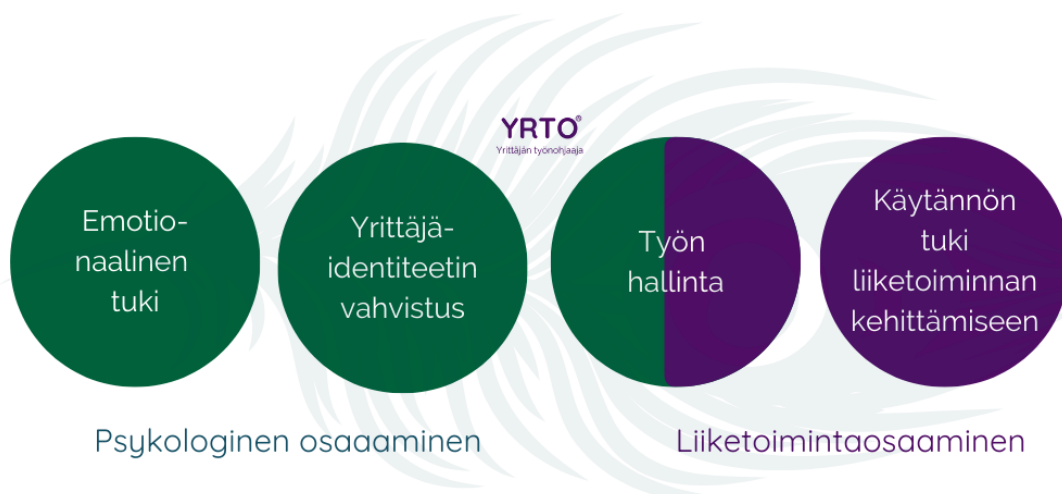 YRTO®
Yrittäjän työnohjaaja
Emotio-
naalinen
tuki
Yrittäjä-
identiteetin
vahvistus
Työn
hallinta
Käytännön
tuki
liiketoiminnan
kehittämiseen
Psykologinen osaaaminen
Liiketoimintaosaaminen